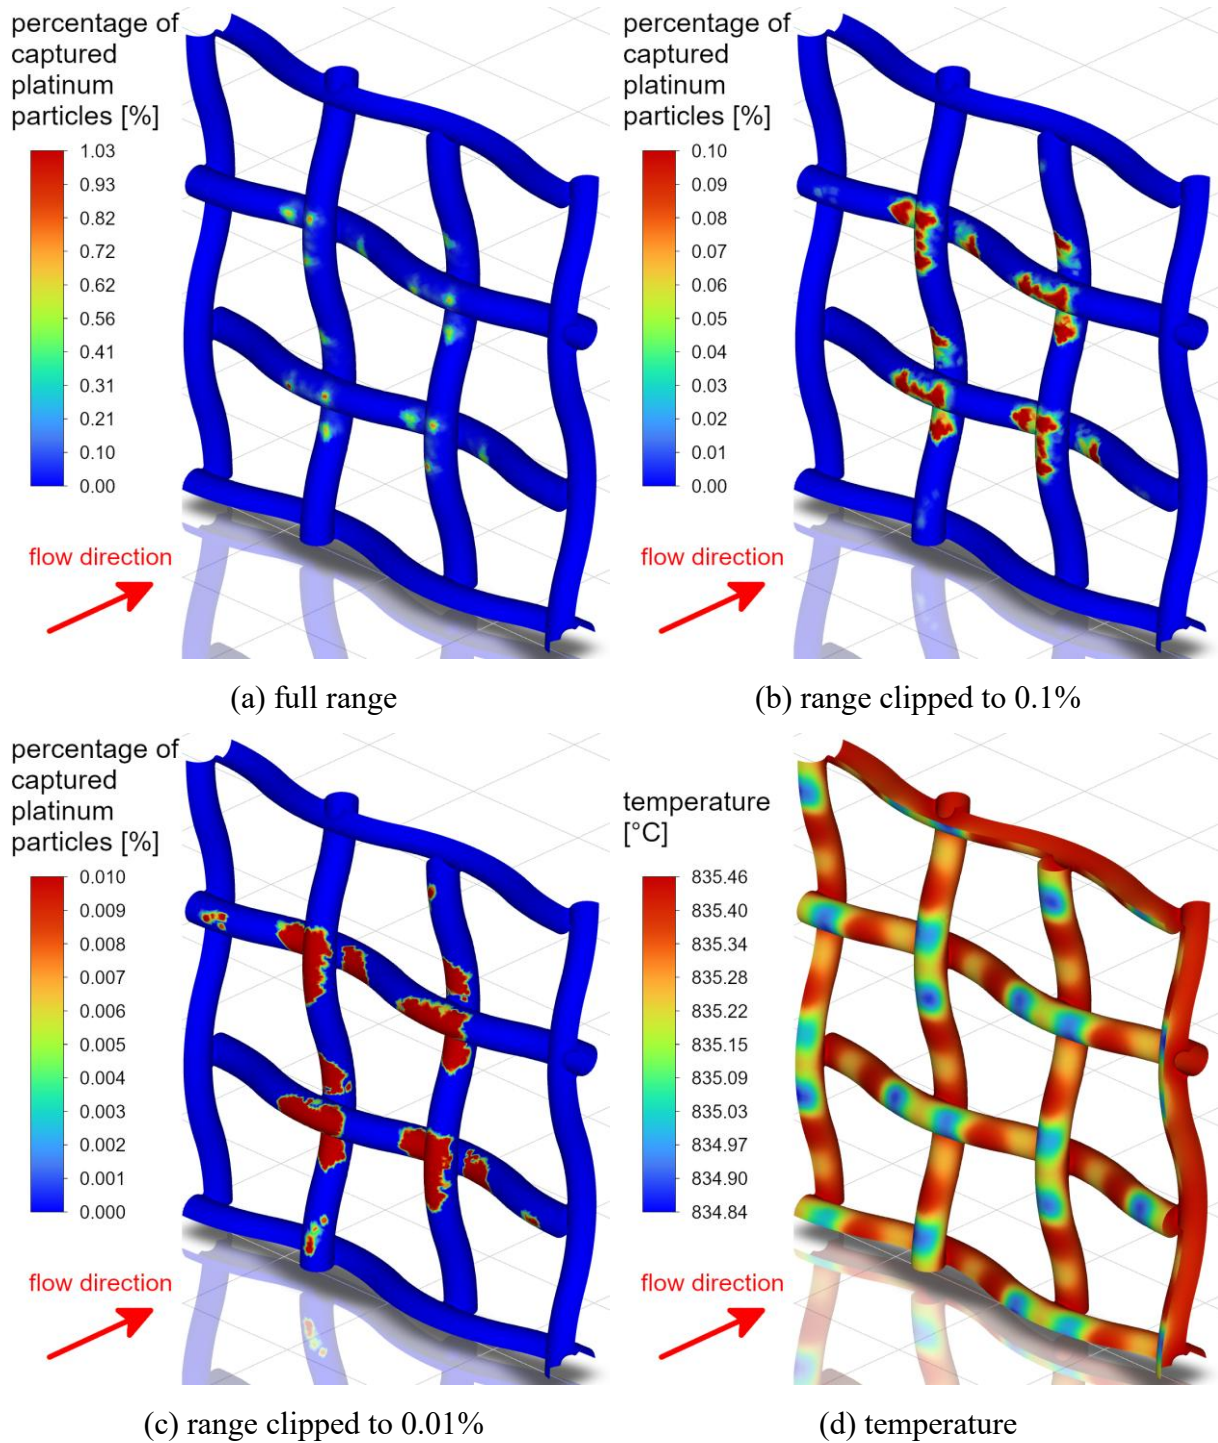 percentage of
captured
platinum
particles [%]
1.03
0.93
0.82
0.72
0.62
0.56
0.41
0.31
0.21
0.10
0.00
flow direction
(a) full range
percentage of
captured
platinum
particles [%]
0.10
0.09
0.08
0.07
0.06
0.05
0.04
0.03
0.02
0.01
0.00
flow direction
(b) range clipped to 0.1%
percentage of
captured
platinum
particles [%]
0.010
0.009
0.008
0.007
0.006
0.005
0.004
0.003
0.002
0.001
0.000
flow direction
(c) range clipped to 0.01%
temperature
[°C]
835.46
835.40
835.34
835.28
835.22
835.15
835.09
835.03
834.97
834.90
834.84
flow direction
(d) temperature